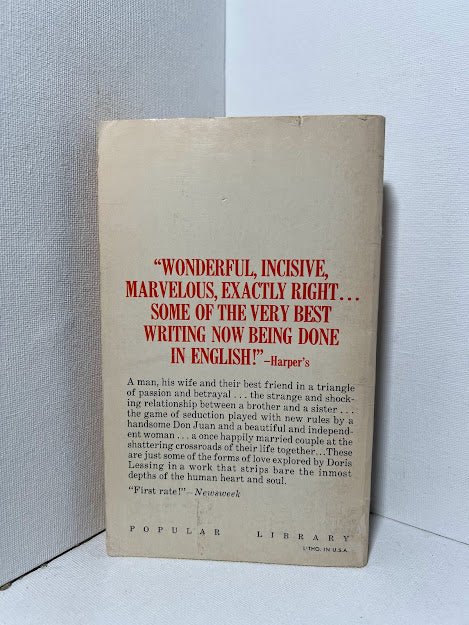 “WONDERFUL, INCISIVE,
MARVELOUS, EXACTLY RIGHT...
SOME OF THE VERY BEST
WRITING NOW BEING DONE
IN ENGLISH!”—Harper's
A man, his wife and their best friend in a triangle
of passion and betrayal . . . the strange and shock-
ing relationship between a brother and a sister . . .
the game of seduction played with new rules by a
handsome Don Juan and a beautiful and independ-
ent woman . . . a once happily married couple at the
shattering crossroads of their life together...These
are just some of the forms of love explored by Doris
Lessing in a work that strips bare the inmost
depths of the human heart and soul.
“First rate!”—Newsweek
POPULAR LIBRARY
LITHO. IN U.S.A.